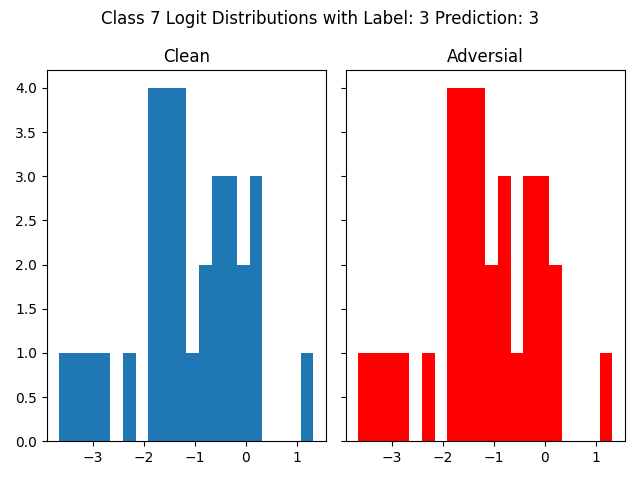 Class 7 Logit Distributions with Label: 3 Prediction: 3
Clean
Adversial
4.0
3.5
3.0
2.5
2.0
1.5
1.0
0.5
0.0
−3 −2 −1 0 1
−3 −2 −1 0 1